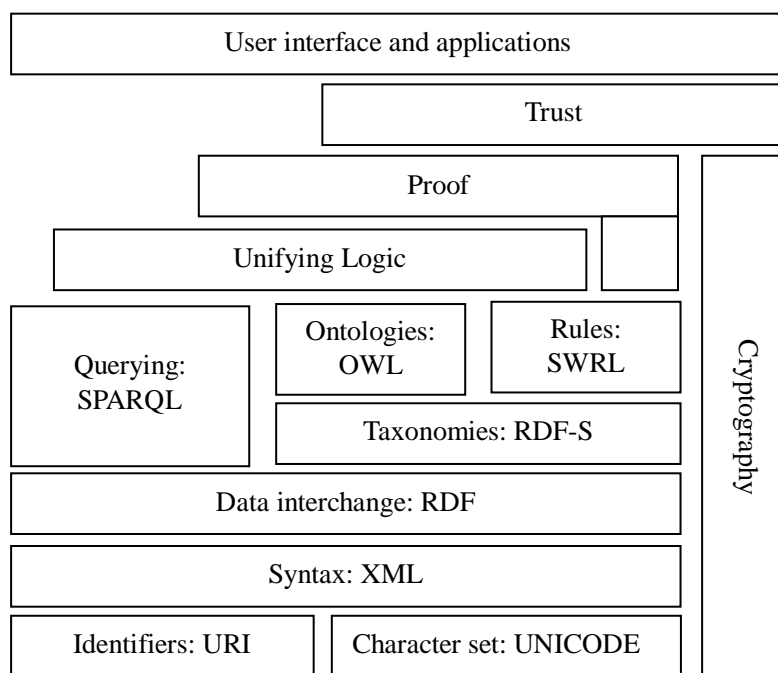 User interface and applications
Trust
Proof
Unifying Logic
Querying:
SPARQL
Ontologies:
OWL
Rules:
SWRL
Taxonomies: RDF-S
Cryptography
Data interchange: RDF
Syntax: XML
Identifiers: URI
Character set: UNICODE